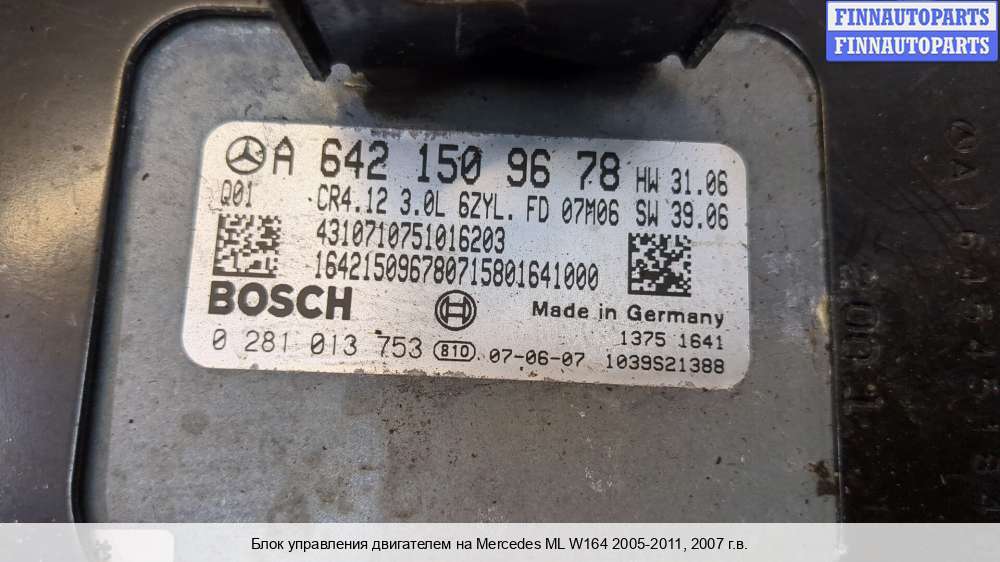 FINNAUTOPARTS
FINNAUTOPARTS
A 642 150 96 78 HW 31.06
Q01 CR4.12 3.0L 6ZYL. FD 07M06 SW 39.06
4310710751016203
16421509678071580164​1000
BOSCH Made in Germany
1375 1641
0 281 013 753 810 07-06-07 1039S21388
Блок управления двигателем на Mercedes ML W164 2005-2011, 2007 г.в.